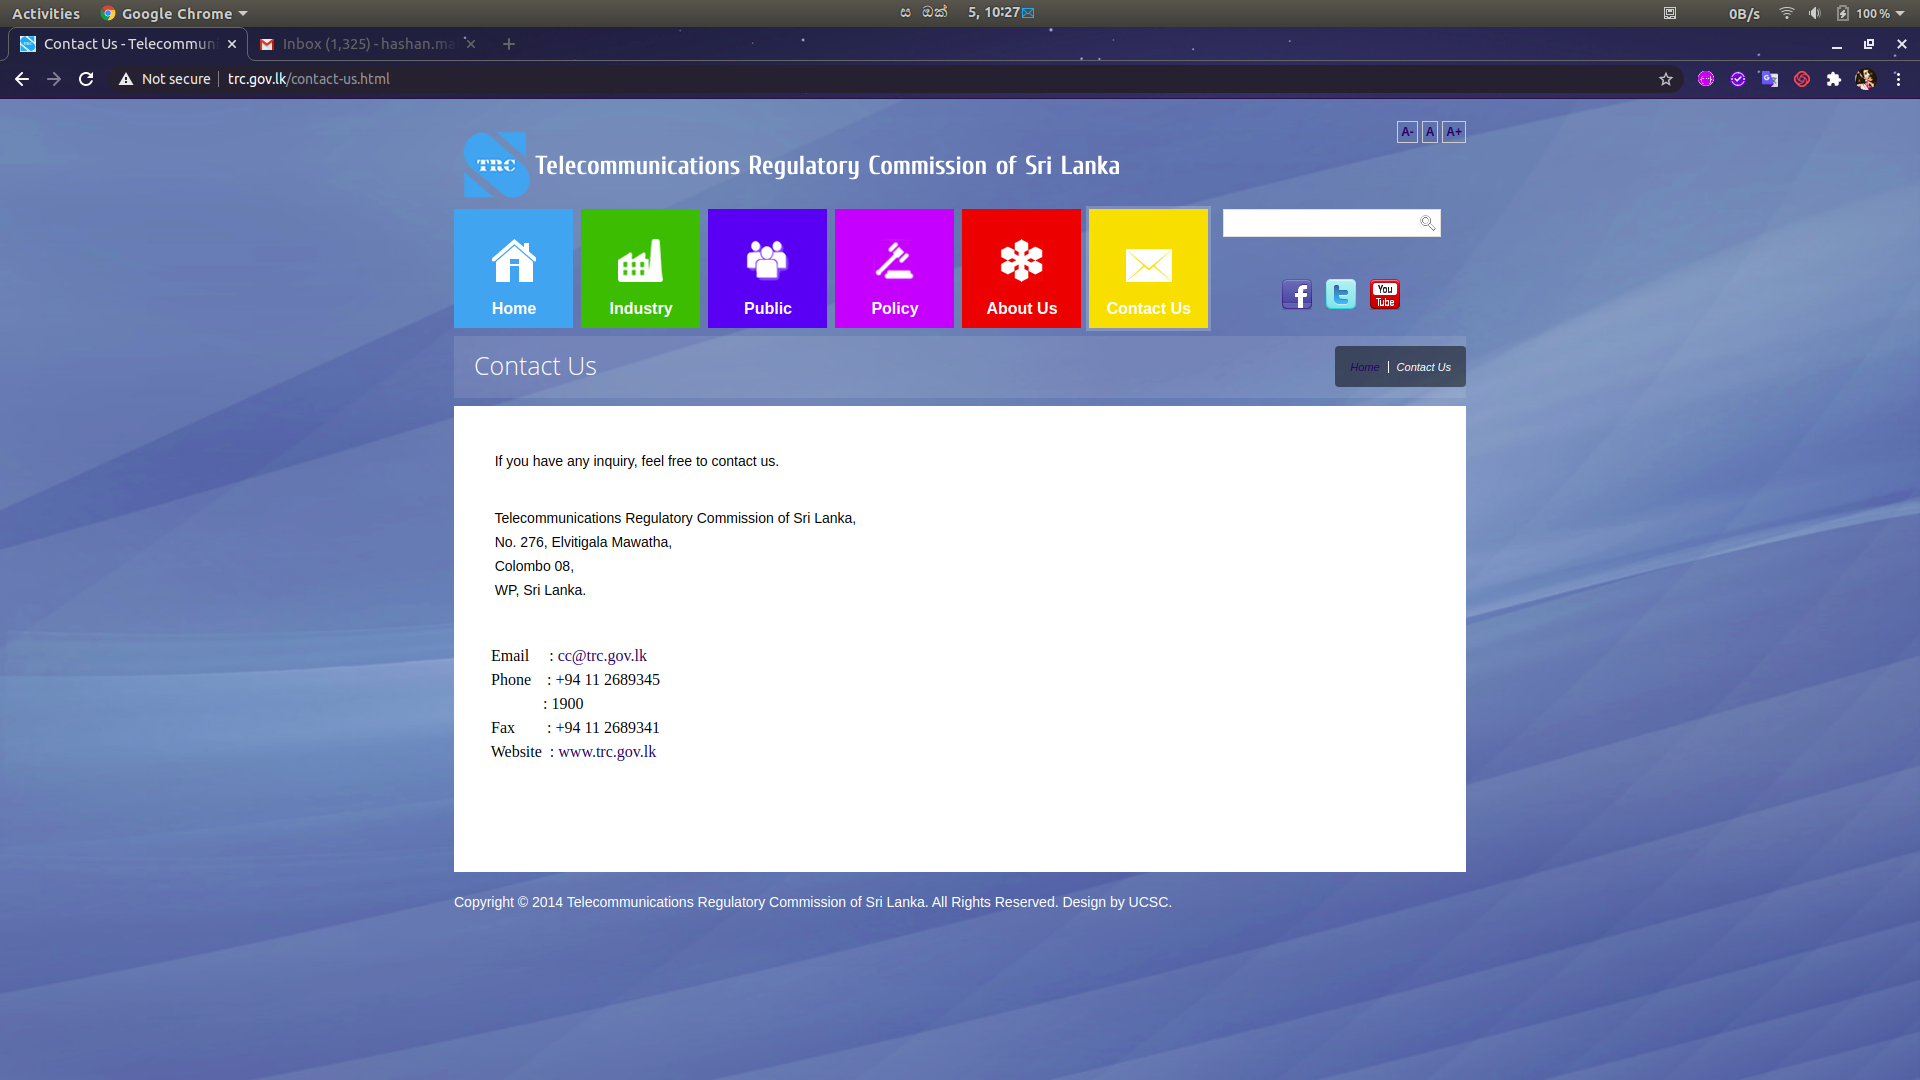 Activities Google Chrome ස ඔක් 5, 10:27 0B/s 100 %
Contact Us - Telecommuni Inbox (1,325) - hashan.ma
Not secure trc.gov.lk/contact-us.html
A- A A+
TRC Telecommunications Regulatory Commission of Sri Lanka
Home Industry Public Policy About Us Contact Us
You Tube
Contact Us
Home | Contact Us
If you have any inquiry, feel free to contact us.
Telecommunications Regulatory Commission of Sri Lanka,
No. 276, Elvitigala Mawatha,
Colombo 08,
WP, Sri Lanka.
Email : cc@trc.gov.lk
Phone : +94 11 2689345
: 1900
Fax : +94 11 2689341
Website : www.trc.gov.lk
Copyright © 2014 Telecommunications Regulatory Commission of Sri Lanka. All Rights Reserved. Design by UCSC.